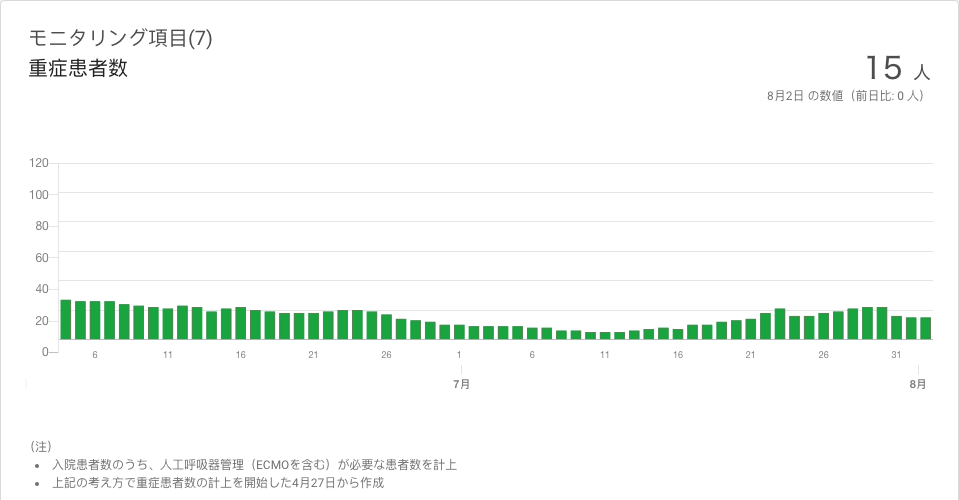 モニタリング項目(7)
重症患者数
15 人
8月2日 の数値（前日比: 0 人）
120
100
80
60
40
20
0
6 11 16 21 26 1 6 11 16 21 26 31
7月 8月
（注）
• 入院患者数のうち、人工呼吸器管理（ECMOを含む）が必要な患者数を計上
• 上記の考え方で重症患者数の計上を開始した4月27日から作成